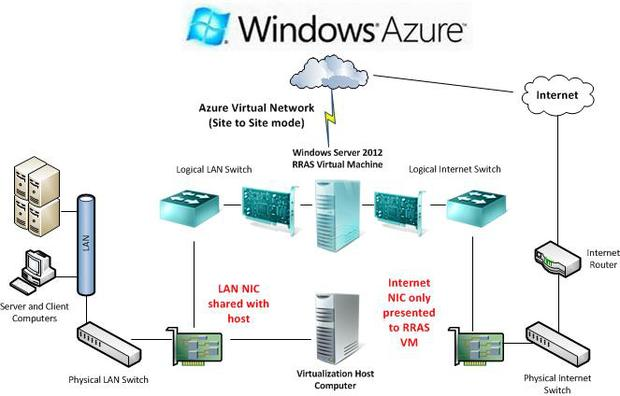 Windows Azure™
Azure Virtual Network
(Site to Site mode)
Internet
Windows Server 2012
RRAS Virtual Machine
Logical LAN Switch
Logical Internet Switch
LAN
Internet
Router
Server and Client
Computers
LAN NIC
shared with
host
Internet
NIC only
presented
to RRAS
VM
Physical LAN Switch
Virtualization Host
Computer
Physical Internet
Switch